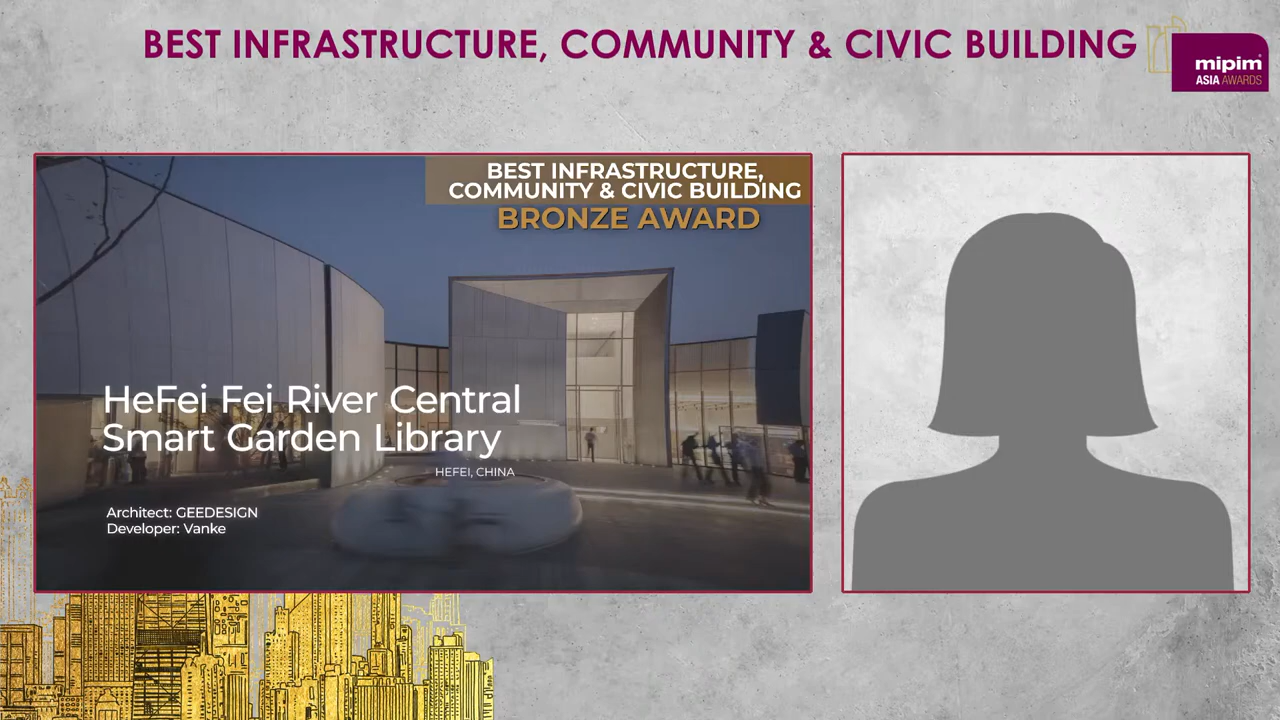 BEST INFRASTRUCTURE, COMMUNITY & CIVIC BUILDING
mipim®
ASIA AWARDS
BEST INFRASTRUCTURE,
COMMUNITY & CIVIC BUILDING
BRONZE AWARD
HeFei Fei River Central
Smart Garden Library
HEFEI, CHINA
Architect: GEEDESIGN
Developer: Vanke